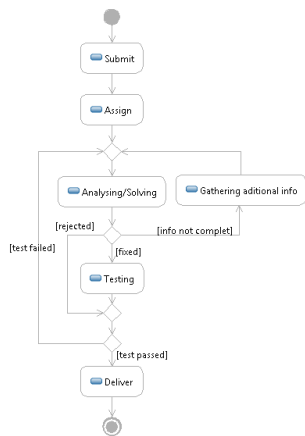 Submit
Assign
Analysing/Solving
Gathering aditional info
[rejected]
[info not complet]
[test failed]
[fixed]
Testing
[test passed]
Deliver